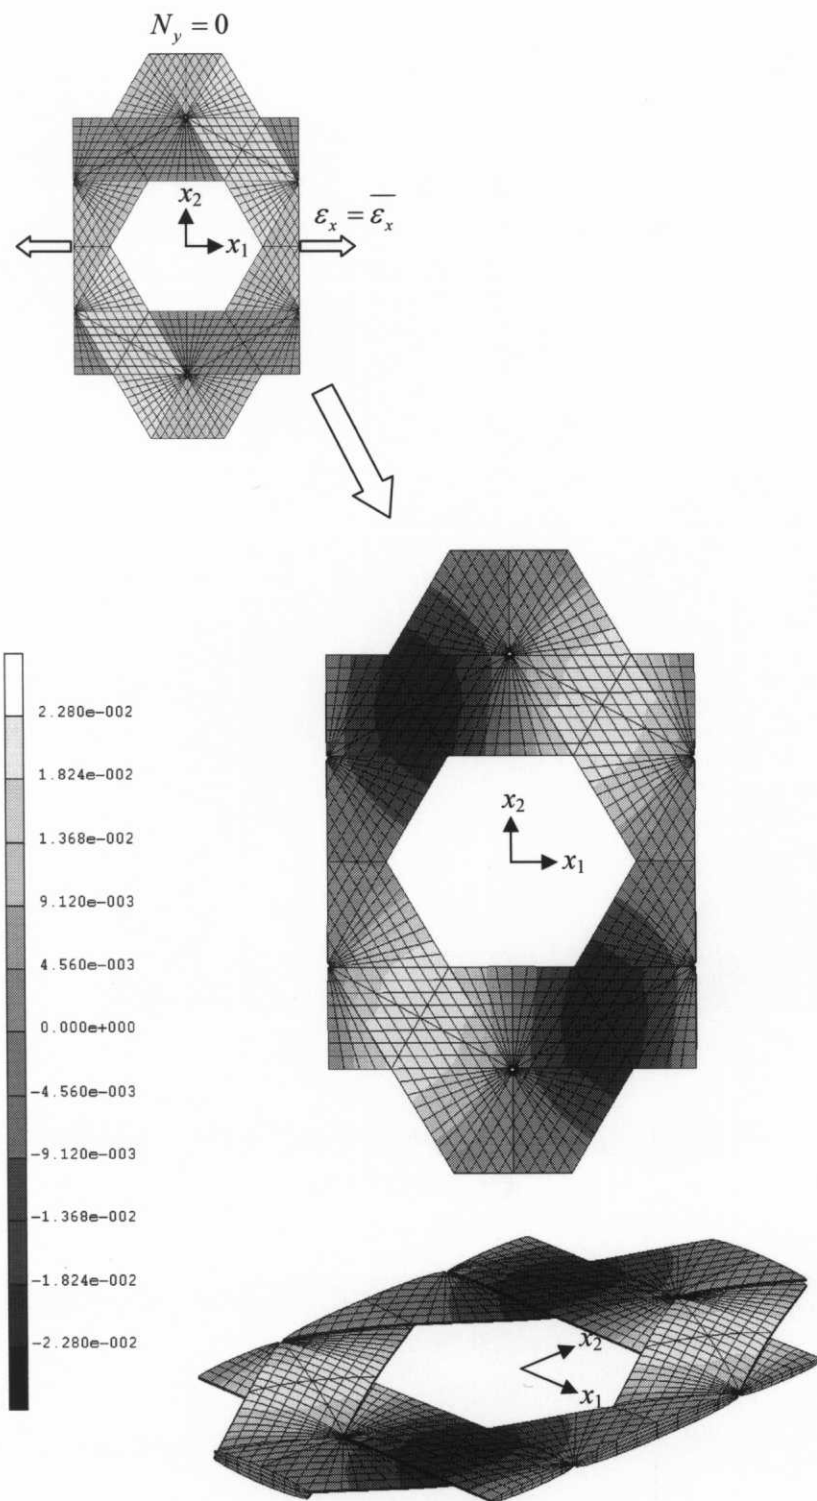 N_y = 0
x_2
x_1
ε_x = \overline{ε_x}
x_2
x_1
2.280e-002
1.824e-002
1.368e-002
9.120e-003
4.560e-003
0.000e+000
-4.560e-003
-9.120e-003
-1.368e-002
-1.824e-002
-2.280e-002
x_2
x_1